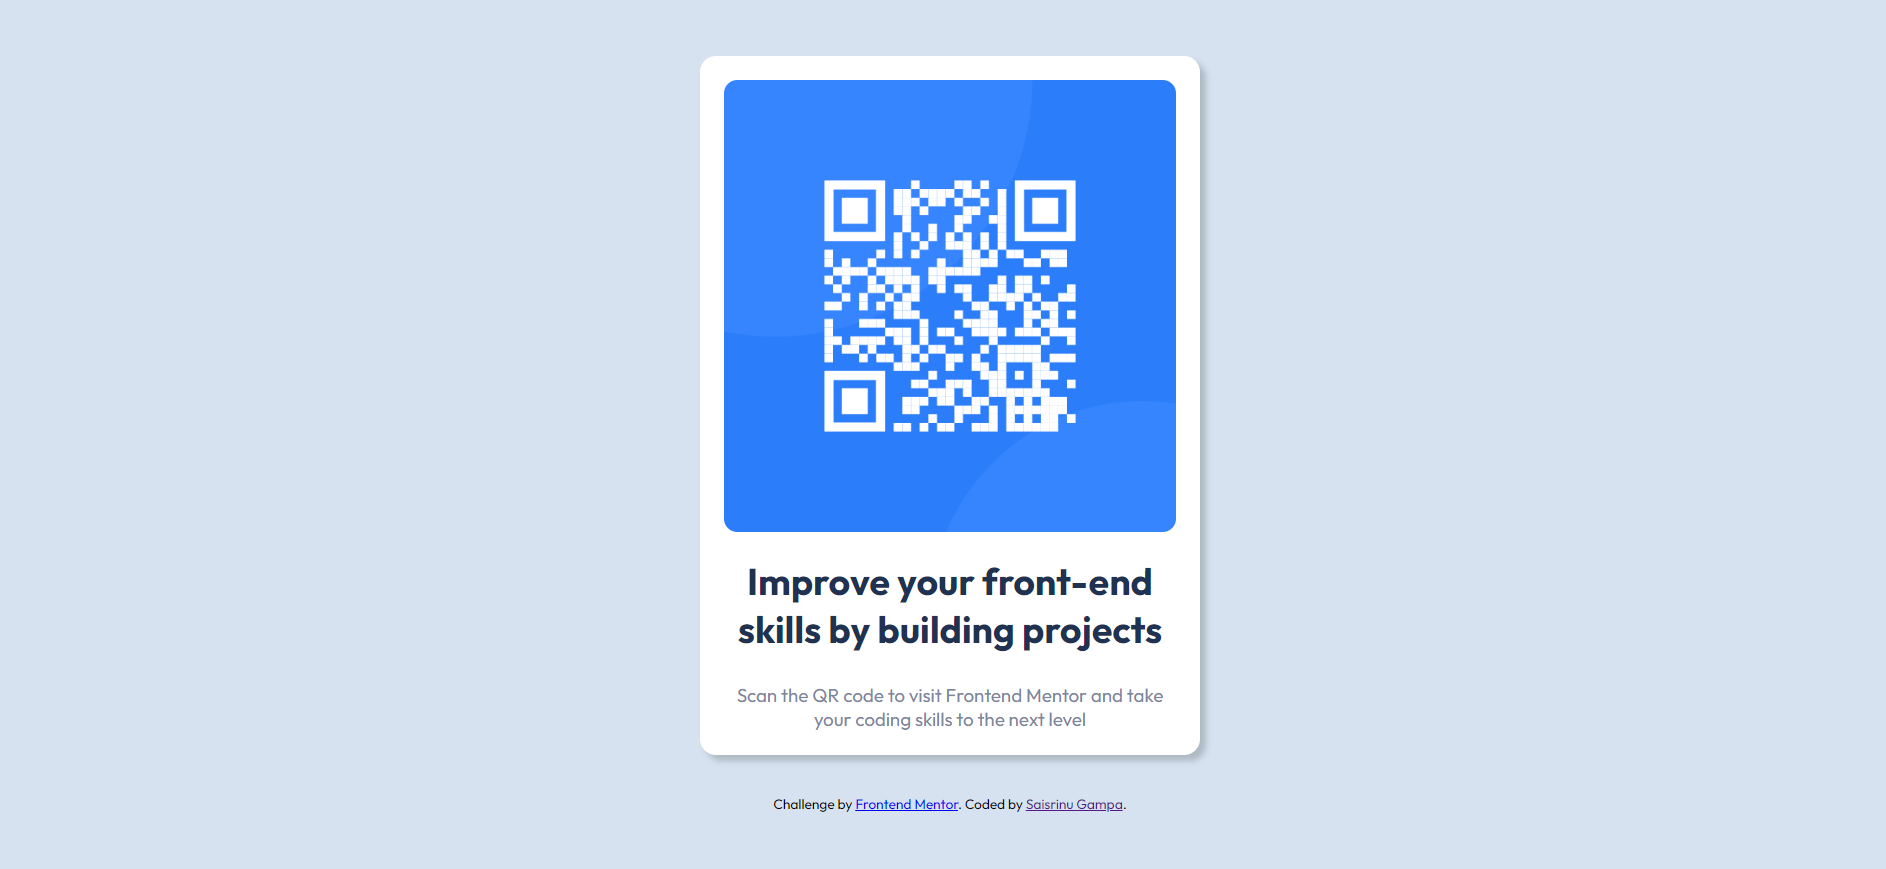 Improve your front-end
skills by building projects
Scan the QR code to visit Frontend Mentor and take
your coding skills to the next level
Challenge by Frontend Mentor. Coded by Saisrinu Gampa.